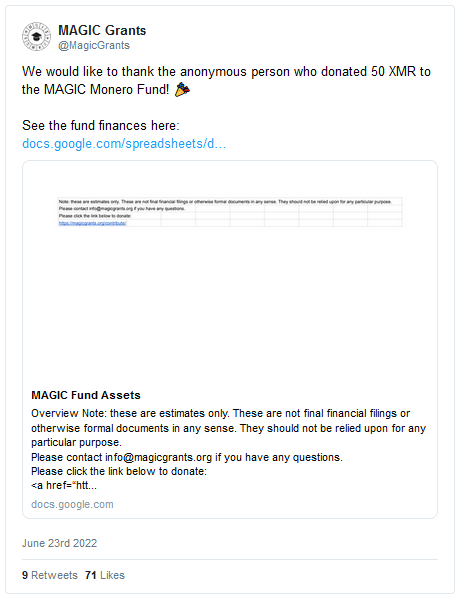 MAGIC Grants
@MagicGrants
We would like to thank the anonymous person who donated 50 XMR to
the MAGIC Monero Fund!
See the fund finances here:
docs.google.com/spreadsheets/d…
Note: these are estimates only. These are not final financial filings or otherwise formal documents in any sense. They should not be relied upon for any particular purpose.
Please contact info@magicgrants.org if you have any questions.
Please click the link below to donate:
https://magicgrants.org/contribute/
MAGIC Fund Assets
Overview Note: these are estimates only. These are not final financial filings or
otherwise formal documents in any sense. They should not be relied upon for any
particular purpose.
Please contact info@magicgrants.org if you have any questions.
Please click the link below to donate:
<a href=“htt...
docs.google.com
June 23rd 2022
9 Retweets 71 Likes